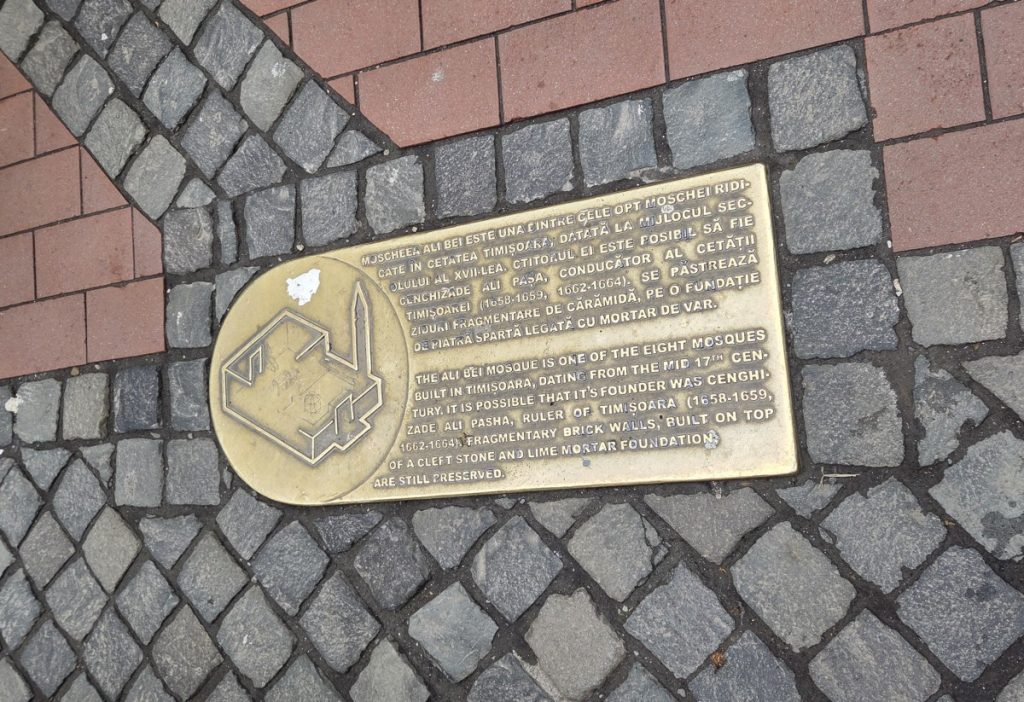 MOSCHEEA ALI BEI ESTE UNA DINTRE CELE OPT MOSCHEI RIDI-
CATE ÎN CETATEA TIMIȘOARA, DATATĂ LA MIJLOCUL SEC-
OLULUI AL XVII-LEA. CTITORUL EI ESTE POSIBIL SĂ FIE
CENGHIZADE ALI PAȘA, CONDUCĂTOR AL CETĂȚII
TIMIȘOAREI (1658-1659, 1662-1664). SE PĂSTREAZĂ
ZIDURI FRAGMENTARE DE CĂRĂMIDĂ, PE O FUNDAȚIE
DE PIATRĂ SPARTĂ LEGATĂ CU MORTAR DE VAR.
THE ALI BEI MOSQUE IS ONE OF THE EIGHT MOSQUES
BUILT IN TIMIȘOARA, DATING FROM THE MID 17TH CEN-
TURY. IT IS POSSIBLE THAT IT'S FOUNDER WAS CENGHI-
ZADE ALI PASHA, RULER OF TIMIȘOARA (1658-1659,
1662-1664). FRAGMENTARY BRICK WALLS, BUILT ON TOP
OF A CLEFT STONE AND LIME MORTAR FOUNDATION,
ARE STILL PRESERVED.